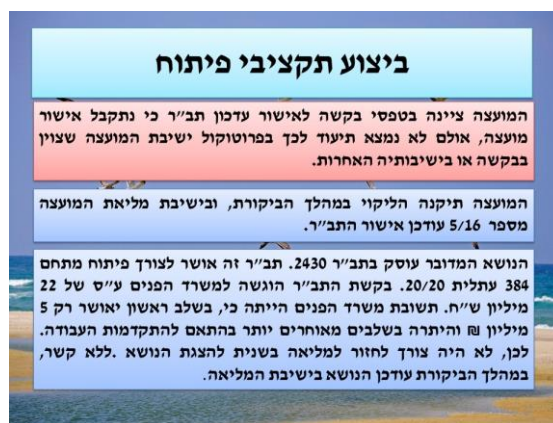 ביצוע תקציבי פיתוח
המועצה ציינה בטפסי בקשה לאישור עדכון תב״ר כי נתקבל אישור
מועצה, אולם לא נמצא תיעוד לכך בפרוטוקול ישיבת המועצה שצוין
בבקשה או בישיבותיה האחרות.
המועצה תיקנה הליקוי במהלך הביקורת, ובישיבת מליאת המועצה
מספר 5/16 עודכן אישור התב״ר.
הנושא המדובר עוסק בתב״ר 2430. תב״ר זה אושר לצורך פיתוח מתחם
384 עתלית 20/20. בקשת התב״ר הוגשה למשרד הפנים ע״ס של 22
מיליון ש״ח. תשובת משרד הפנים הייתה כי, בשלב ראשון יאושר רק 5
מיליון ₪ והיתרה בשלבים מאוחרים יותר בהתאם להתקדמות העבודה.
לכן, לא היה צורך לחזור למליאה בשנית להצגת הנושא .ללא קשר,
במהלך הביקורת עודכן הנושא בישיבת המליאה.